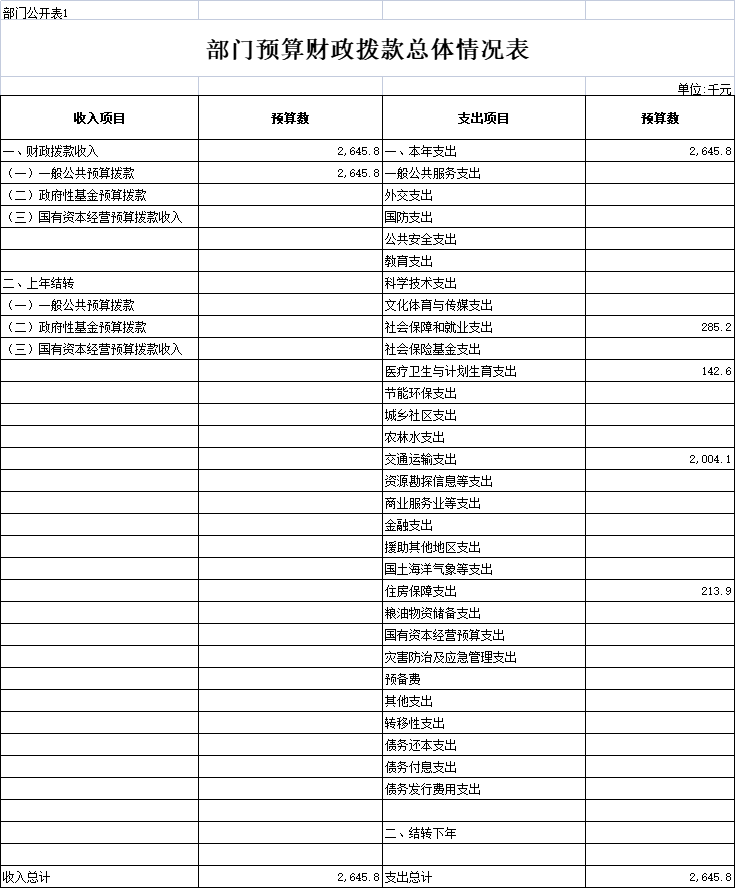 部门公开表1
部门预算财政拨款总体情况表
单位:千元
收入项目 预算数 支出项目 预算数
一、财政拨款收入 2,645.8 一、本年支出 2,645.8
（一）一般公共预算拨款 2,645.8 一般公共服务支出
（二）政府性基金预算拨款 外交支出
（三）国有资本经营预算拨款收入 国防支出
公共安全支出
教育支出
二、上年结转 科学技术支出
（一）一般公共预算拨款 文化体育与传媒支出
（二）政府性基金预算拨款 社会保障和就业支出 285.2
（三）国有资本经营预算拨款收入 社会保险基金支出
医疗卫生与计划生育支出 142.6
节能环保支出
城乡社区支出
农林水支出
交通运输支出 2,004.1
资源勘探信息等支出
商业服务业等支出
金融支出
援助其他地区支出
国土海洋气象等支出
住房保障支出 213.9
粮油物资储备支出
国有资本经营预算支出
灾害防治及应急管理支出
预备费
其他支出
转移性支出
债务还本支出
债务付息支出
债务发行费用支出
二、结转下年
收入总计 2,645.8 支出总计 2,645.8